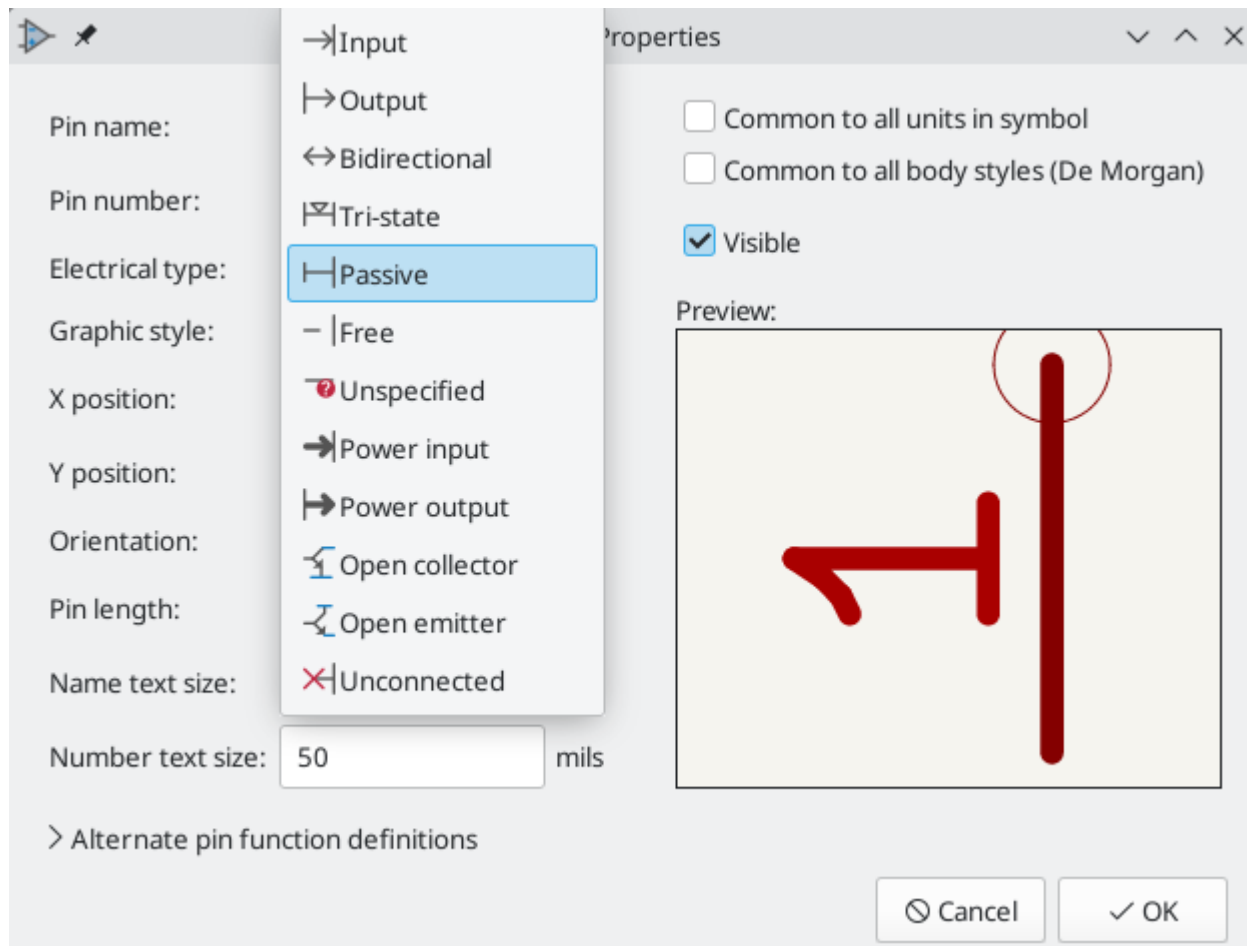 Properties
Pin name:
Pin number:
Electrical type:
Graphic style:
X position:
Y position:
Orientation:
Pin length:
Name text size:
Number text size: 50 mils
Alternate pin function definitions
Input
Output
Bidirectional
Tri-state
Passive
Free
Unspecified
Power input
Power output
Open collector
Open emitter
Unconnected
Common to all units in symbol
Common to all body styles (De Morgan)
Visible
Preview:
1
Cancel
OK